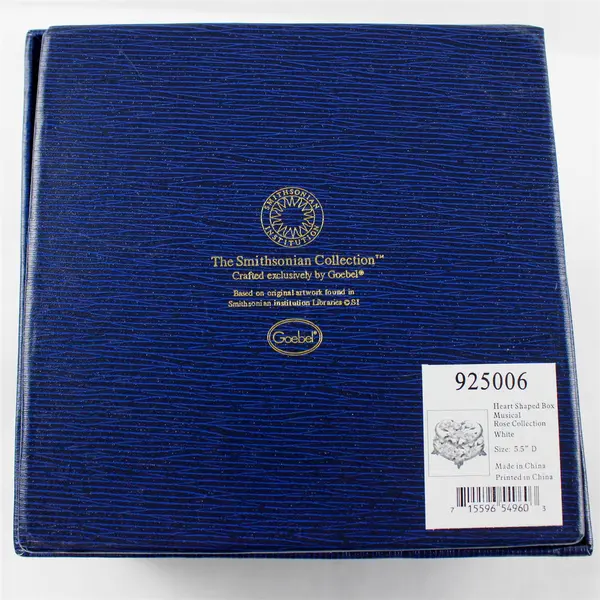 SMITHSONIAN INSTITUTION
The Smithsonian Collection™
Crafted exclusively by Goebel®
Based on original artwork found in
Smithsonian Institution Libraries © SI
Goebel®
925006
Heart Shaped Box
Musical
Rose Collection
White
Size: 5.5" D
Made in China
Printed in China
7 15596 54960 3